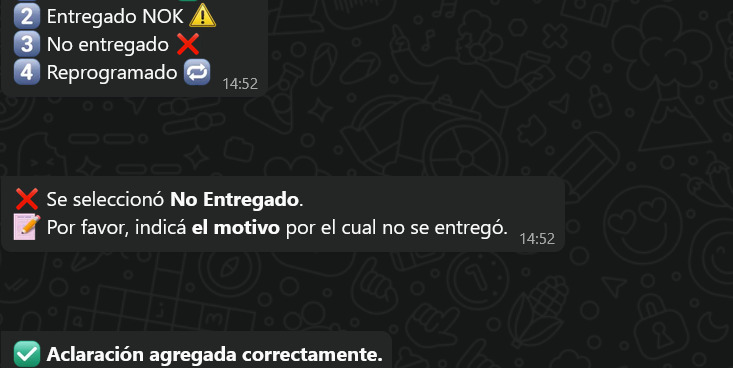 2 Entregado NOK ⚠️
3 No entregado ❌
4 Reprogramado 🔁
14:52
❌ Se seleccionó No Entregado.
📝 Por favor, indicá el motivo por el cual no se entregó.
14:52
✅ Aclaración agregada correctamente.